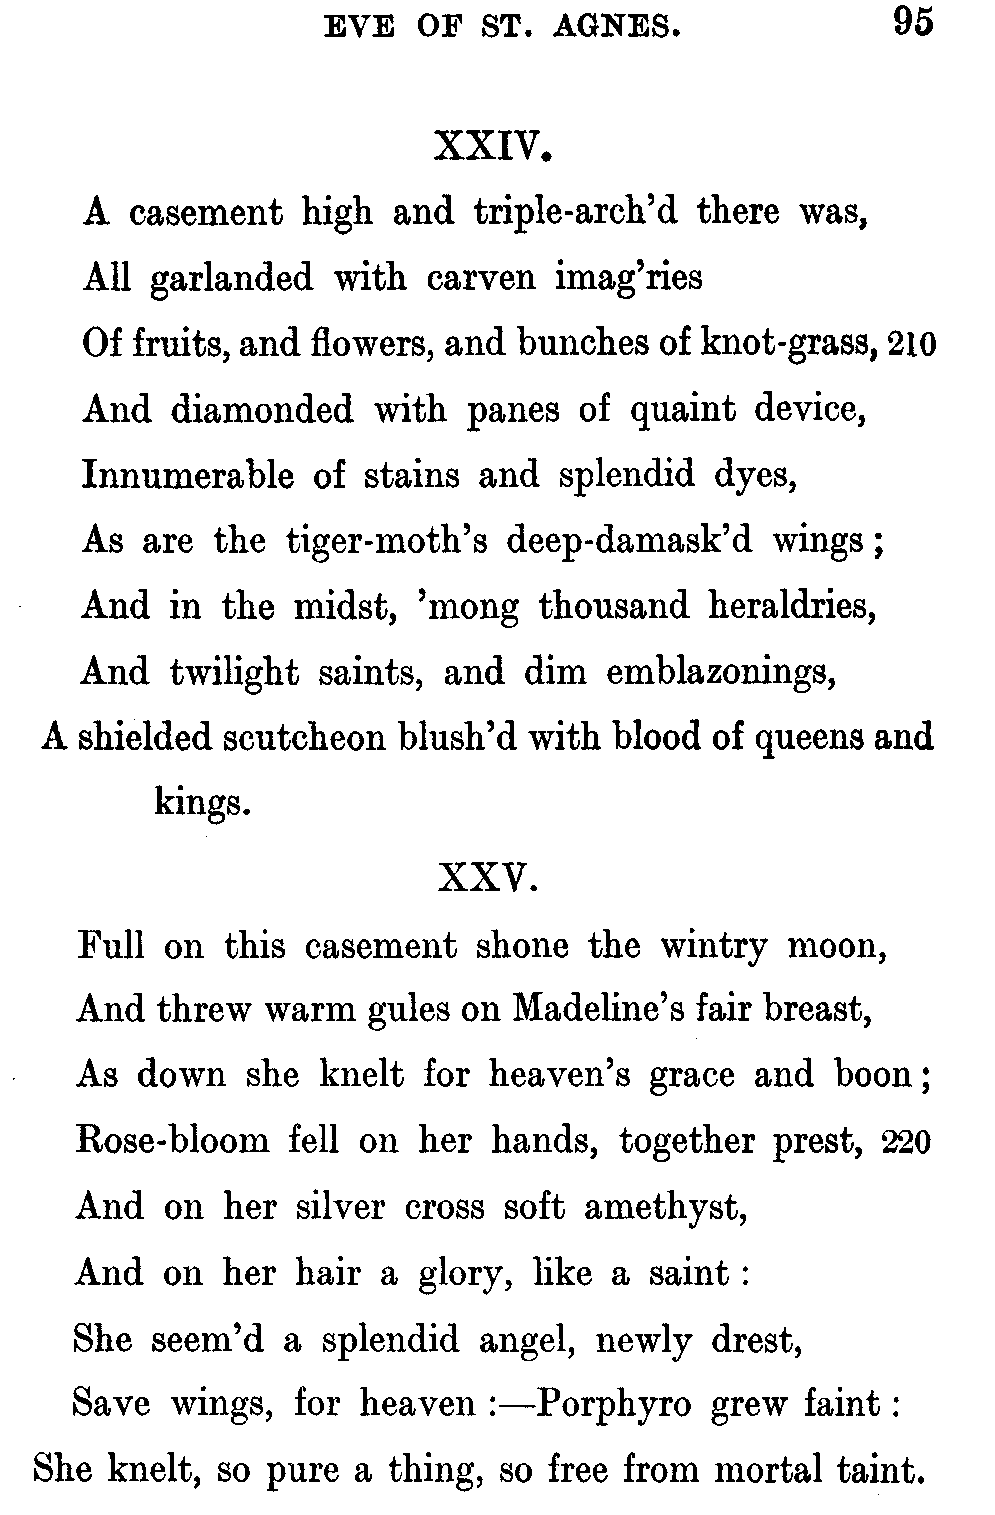 EVE OF ST. AGNES. 95
XXIV.
A casement high and triple-arch'd there was,
All garlanded with carven imag'ries
Of fruits, and flowers, and bunches of knot-grass, 210
And diamonded with panes of quaint device,
Innumerable of stains and splendid dyes,
As are the tiger-moth's deep-damask'd wings ;
And in the midst, 'mong thousand heraldries,
And twilight saints, and dim emblazonings,
A shielded scutcheon blush'd with blood of queens and
kings.
XXV.
Full on this casement shone the wintry moon,
And threw warm gules on Madeline's fair breast,
As down she knelt for heaven's grace and boon ;
Rose-bloom fell on her hands, together prest, 220
And on her silver cross soft amethyst,
And on her hair a glory, like a saint :
She seem'd a splendid angel, newly drest,
Save wings, for heaven :—Porphyro grew faint :
She knelt, so pure a thing, so free from mortal taint.